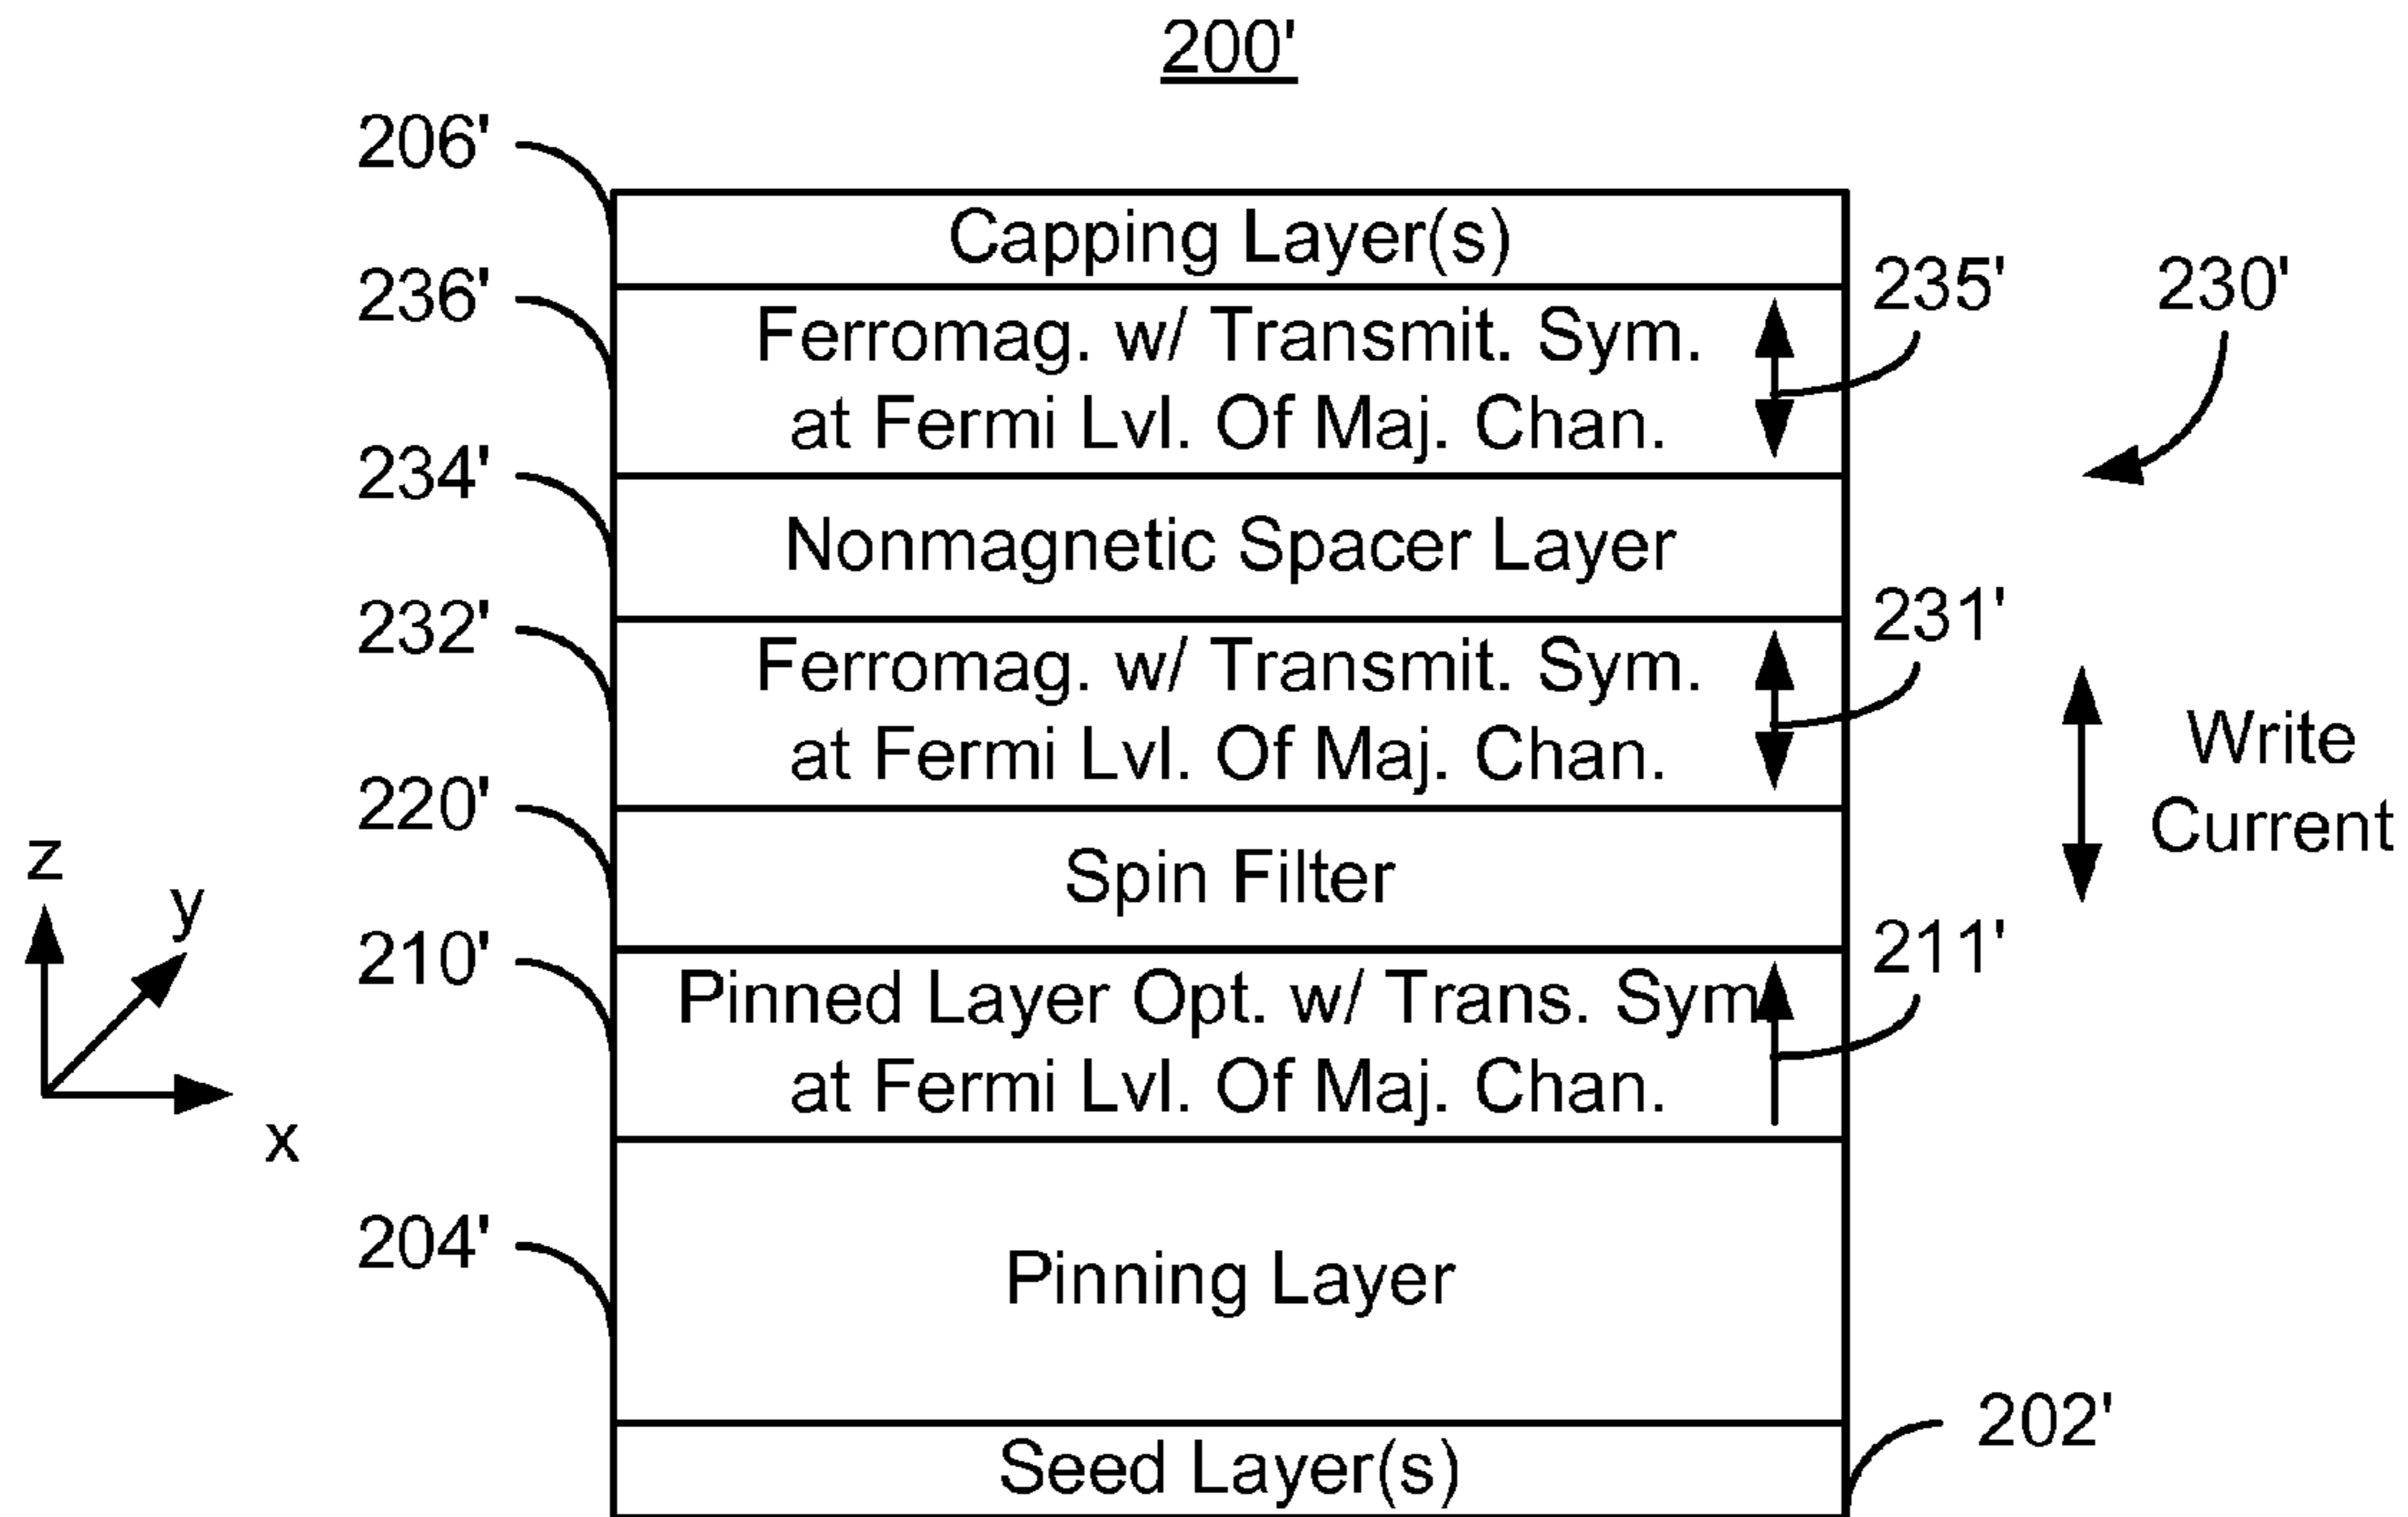 200'
206'
Capping Layer(s)
236'
Ferromag. w/ Transmit. Sym.
at Fermi Lvl. Of Maj. Chan.
235'
230'
234'
Nonmagnetic Spacer Layer
232'
Ferromag. w/ Transmit. Sym.
at Fermi Lvl. Of Maj. Chan.
231'
Write
Current
220'
Spin Filter
z
y
x
210'
Pinned Layer Opt. w/ Trans. Sym
at Fermi Lvl. Of Maj. Chan.
211'
204'
Pinning Layer
202'
Seed Layer(s)